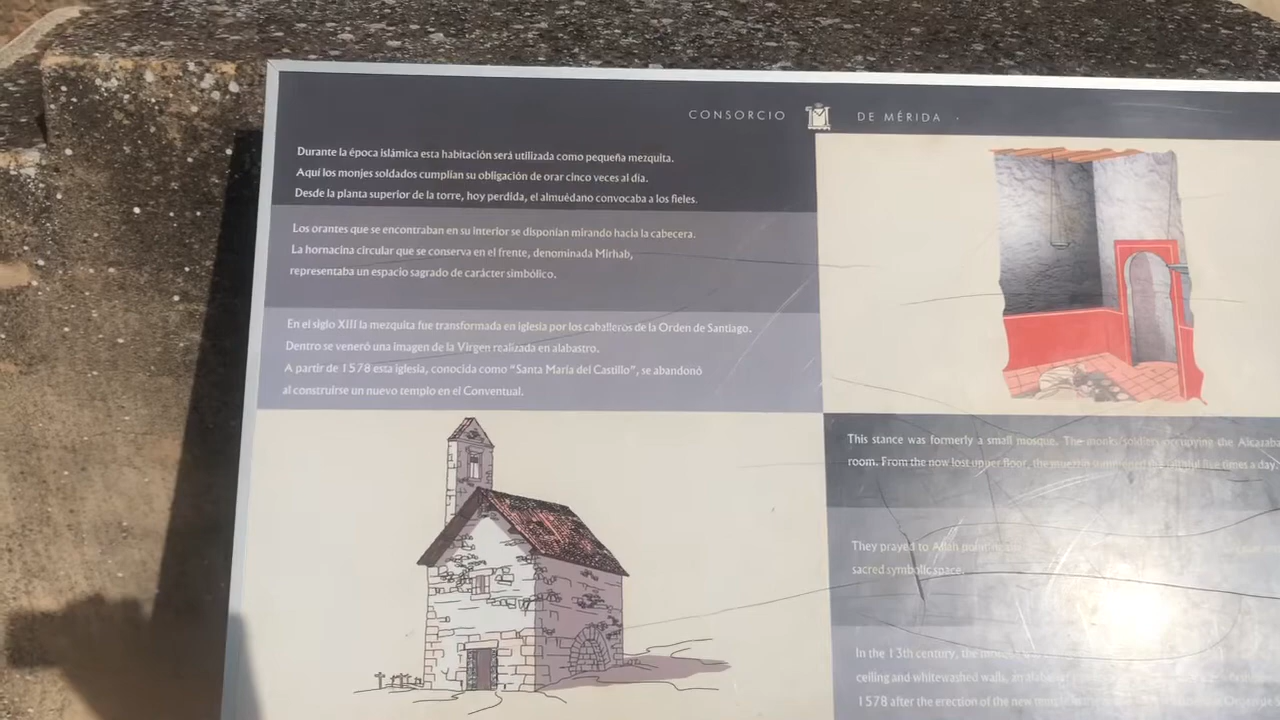 CONSORCIO DE MÉRIDA
Durante la época islámica esta habitación será utilizada como pequeña mezquita.
Aquí los monjes soldados cumplían su obligación de orar cinco veces al día.
Desde la planta superior de la torre, hoy perdida, el almuédano convocaba a los fieles.
Los orantes que se encontraban en su interior se disponían mirando hacia la cabecera.
La hornacina circular que se conserva en el frente, denominada Mirhab,
representaba un espacio sagrado de carácter simbólico.
En el siglo XIII la mezquita fue transformada en iglesia por los caballeros de la Orden de Santiago.
Dentro se veneró una imagen de la Virgen realizada en alabastro.
A partir de 1578 esta iglesia, conocida como "Santa María del Castillo", se abandonó
al construirse un nuevo templo en el Conventual.
This stance was formerly a small mosque. The monks soldiers occupying the Alcazaba
room. From the now lost upper floor, the five times a day.
They prayed to Allah
sacred symbolic space.
In the 13th century, the
ceiling and whitewashed walls, an
1578 after the erection of the new